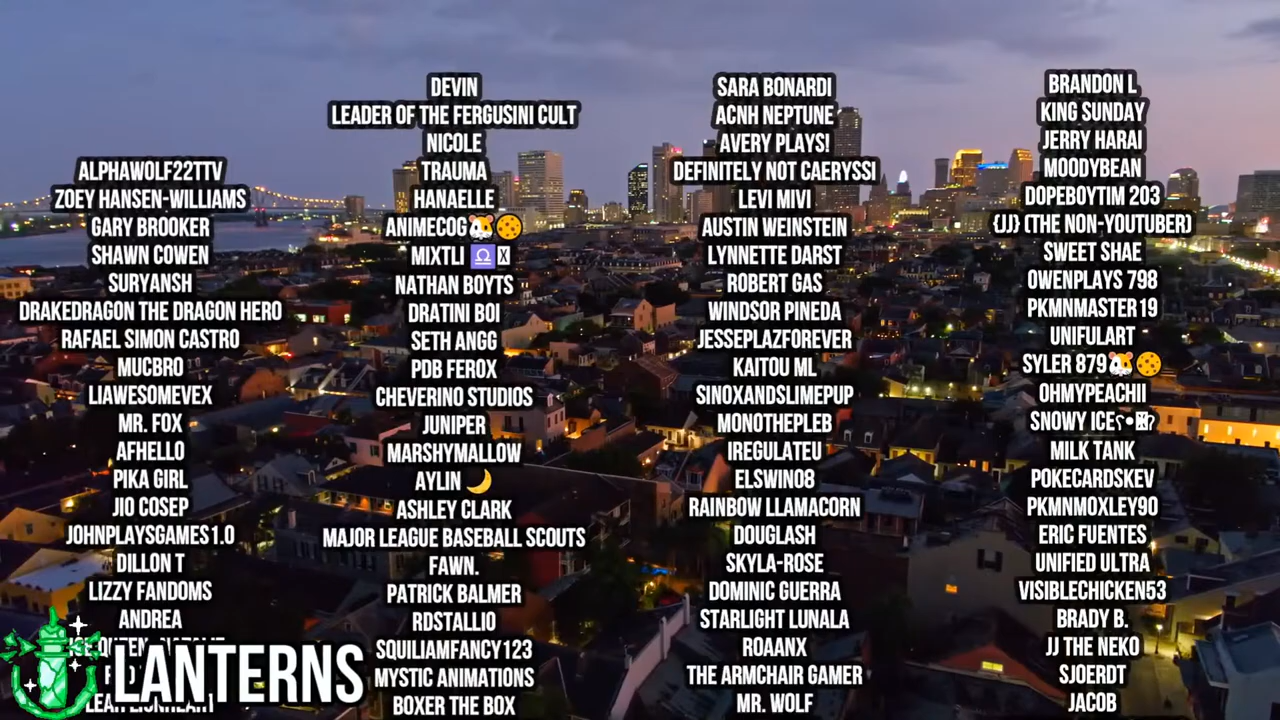 ALPHAWOLF22TTV
ZOEY HANSEN-WILLIAMS
GARY BROOKER
SHAWN COWEN
SURYANSH
DRAKEDRAGON THE DRAGON HERO
RAFAEL SIMON CASTRO
MUCBRO
LIAWESOMEVEX
MR. FOX
AFHELLO
PIKA GIRL
JIO COSEP
JOHNPLAYSGAMES1.0
DILLON T
LIZZY FANDOMS
ANDREA
LEAH LIONHEART
LANTERNS
DEVIN
LEADER OF THE FERGUSINI CULT
NICOLE
TRAUMA
HANAELLE
ANIMECOG🐹🍪
MIXTLI ♎
NATHAN BOYTS
DRATINI BOI
SETH ANGG
PDB FEROX
CHEVERINO STUDIOS
JUNIPER
MARSHYMALLOW
AYLIN 🌙
ASHLEY CLARK
MAJOR LEAGUE BASEBALL SCOUTS
FAWN.
PATRICK BALMER
RDSTALLIO
SQUILIAMFANCY123
MYSTIC ANIMATIONS
BOXER THE BOX
SARA BONARDI
ACNH NEPTUNE
AVERY PLAYS!
DEFINITELY NOT CAERYSSI
LEVI MIVI
AUSTIN WEINSTEIN
LYNNETTE DARST
ROBERT GAS
WINDSOR PINEDA
JESSEPLAZFOREVER
KAITOU ML
SINOXANDSLIMEPUP
MONOTHEPLEB
IREGULATEU
ELSWIN08
RAINBOW LLAMACORN
DOUGLASH
SKYLA-ROSE
DOMINIC GUERRA
STARLIGHT LUNALA
ROAANX
THE ARMCHAIR GAMER
MR. WOLF
BRANDON L
KING SUNDAY
JERRY HARAI
MOODYBEAN
DOPEBOYTIM 203
{JJ} (THE NON-YOUTUBER)
SWEET SHAE
OWENPLAYS 798
PKMNMASTER19
UNIFULART
SYLER 879🐹🍪
OHMYPEACHII
SNOWY ICE
MILK TANK
POKECARDSKEV
PKMNMOXLEY90
ERIC FUENTES
UNIFIED ULTRA
VISIBLECHICKEN53
BRADY B.
JJ THE NEKO
SJOERDT
JACOB